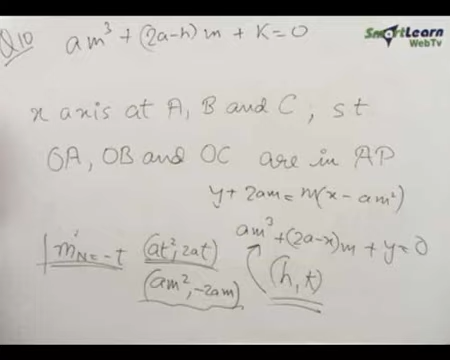 Q10 am³ + (2a-h)m + K = 0
SmartLearn
WebTv
x axis at A, B and C, st
OA, OB and OC are in AP
y + 2am = m(x - am²)
am³ + (2a-x)m + y = 0
m_N = -t (at², 2at)
(am², -2am)
(h, k)